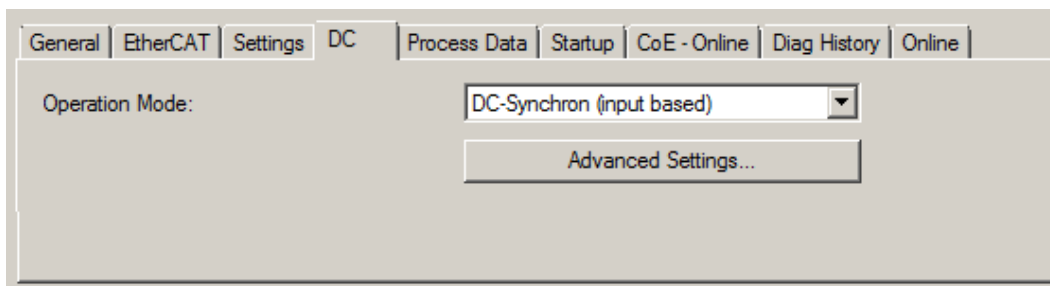 General EtherCAT Settings DC Process Data Startup CoE - Online Diag History Online
Operation Mode: DC-Synchron (input based)
Advanced Settings...